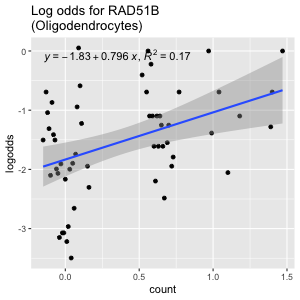 Log odds for RAD51B
(Oligodendrocytes)
y = −1.83 + 0.796 x, R² = 0.17
0
-1
-2
-3
logodds
0.0 0.5 1.0 1.5
count